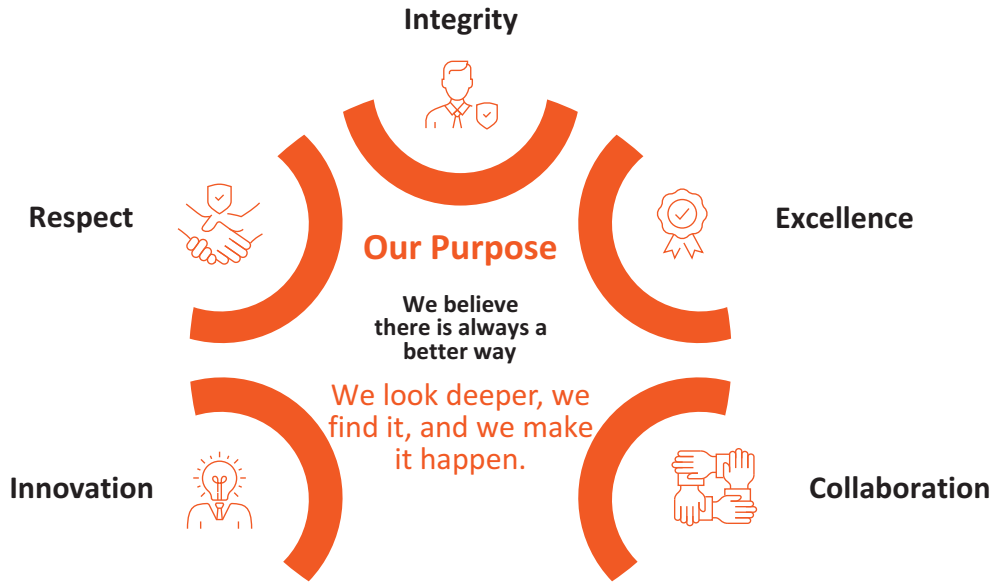 Integrity
Respect
Excellence
Our Purpose
We believe
there is always a
better way
We look deeper, we
find it, and we make
it happen.
Innovation
Collaboration